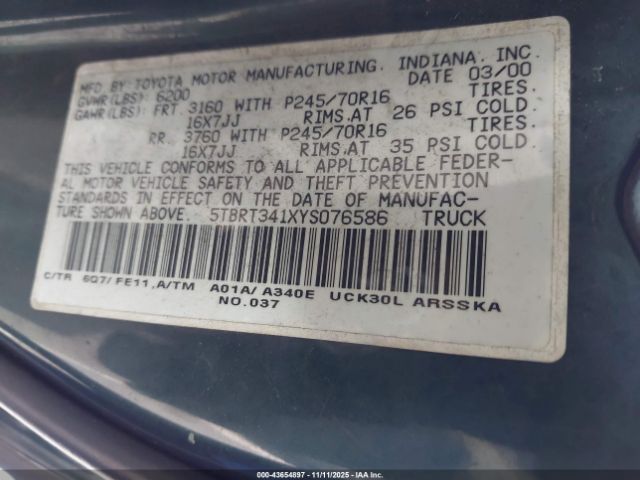 MFD.BY:TOYOTA MOTOR MANUFACTURING, INDIANA, INC.
GVWR(LBS): 6200 DATE 03/00
GAWR(LBS): FRT 3160 WITH P245/70R16 TIRES.
16X7JJ RIMS.AT 26 PSI COLD.
RR. 3760 WITH P245/70R16 TIRES.
16X7JJ RIMS.AT 35 PSI COLD.
THIS VEHICLE CONFORMS TO ALL APPLICABLE FEDER-
AL MOTOR VEHICLE SAFETY AND THEFT PREVENTION
STANDARDS IN EFFECT ON THE DATE OF MANUFAC-
TURE SHOWN ABOVE. 5TBRT341XYS076586 TRUCK
C/TR 6Q7/FE11,A/TM A01A/A340E UCK30L ARSSKA
NO.037
000-43654897 - 11/11/2025 - IAAI.com